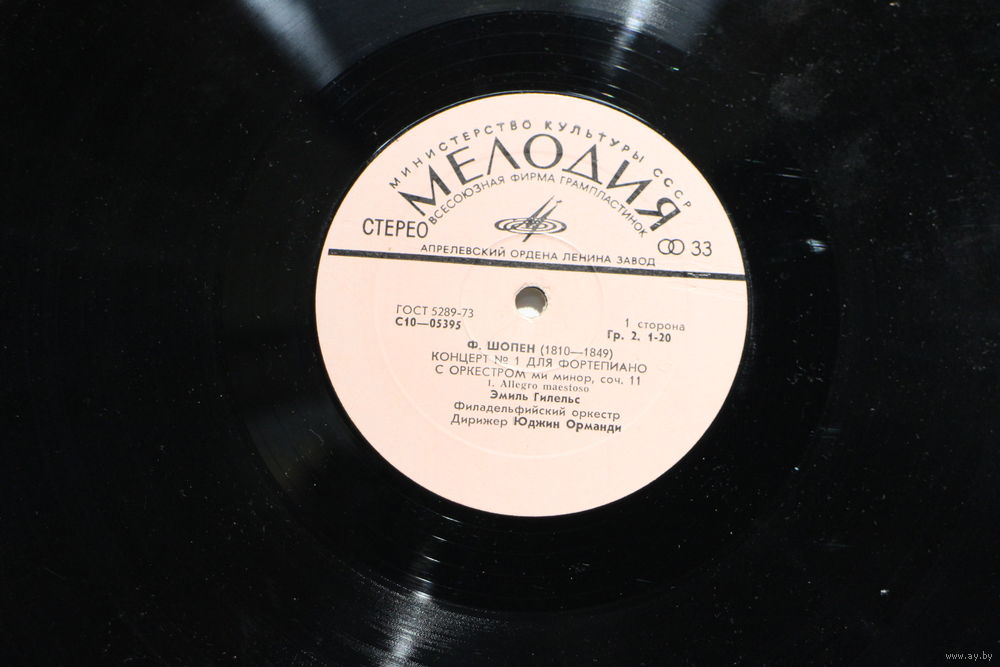 МИНИСТЕРСТВО КУЛЬТУРЫ СССР
МЕЛОДИЯ
ВСЕСОЮЗНАЯ ФИРМА ГРАМПЛАСТИНОК
СТЕРЕО
33
АПРЕЛЕВСКИЙ ОРДЕНА ЛЕНИНА ЗАВОД
ГОСТ 5289-73
С10—05395
1 сторона
Гр. 2. 1-20
Ф. ШОПЕН (1810—1849)
КОНЦЕРТ № 1 ДЛЯ ФОРТЕПИАНО
С ОРКЕСТРОМ ми минор, соч. 11
1. Allegro maestoso
Эмиль Гилельс
Филадельфийский оркестр
Дирижер Юджин Орманди
www.ay.by